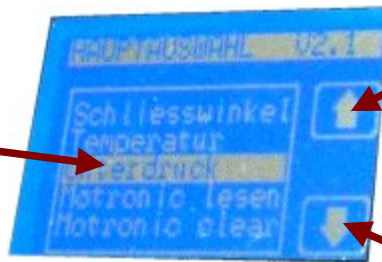 HAUPTAUSWAHL V2.1
Schliesswinkel
Temperatur
Unterdruck
Motronic lesen
Motronic clear